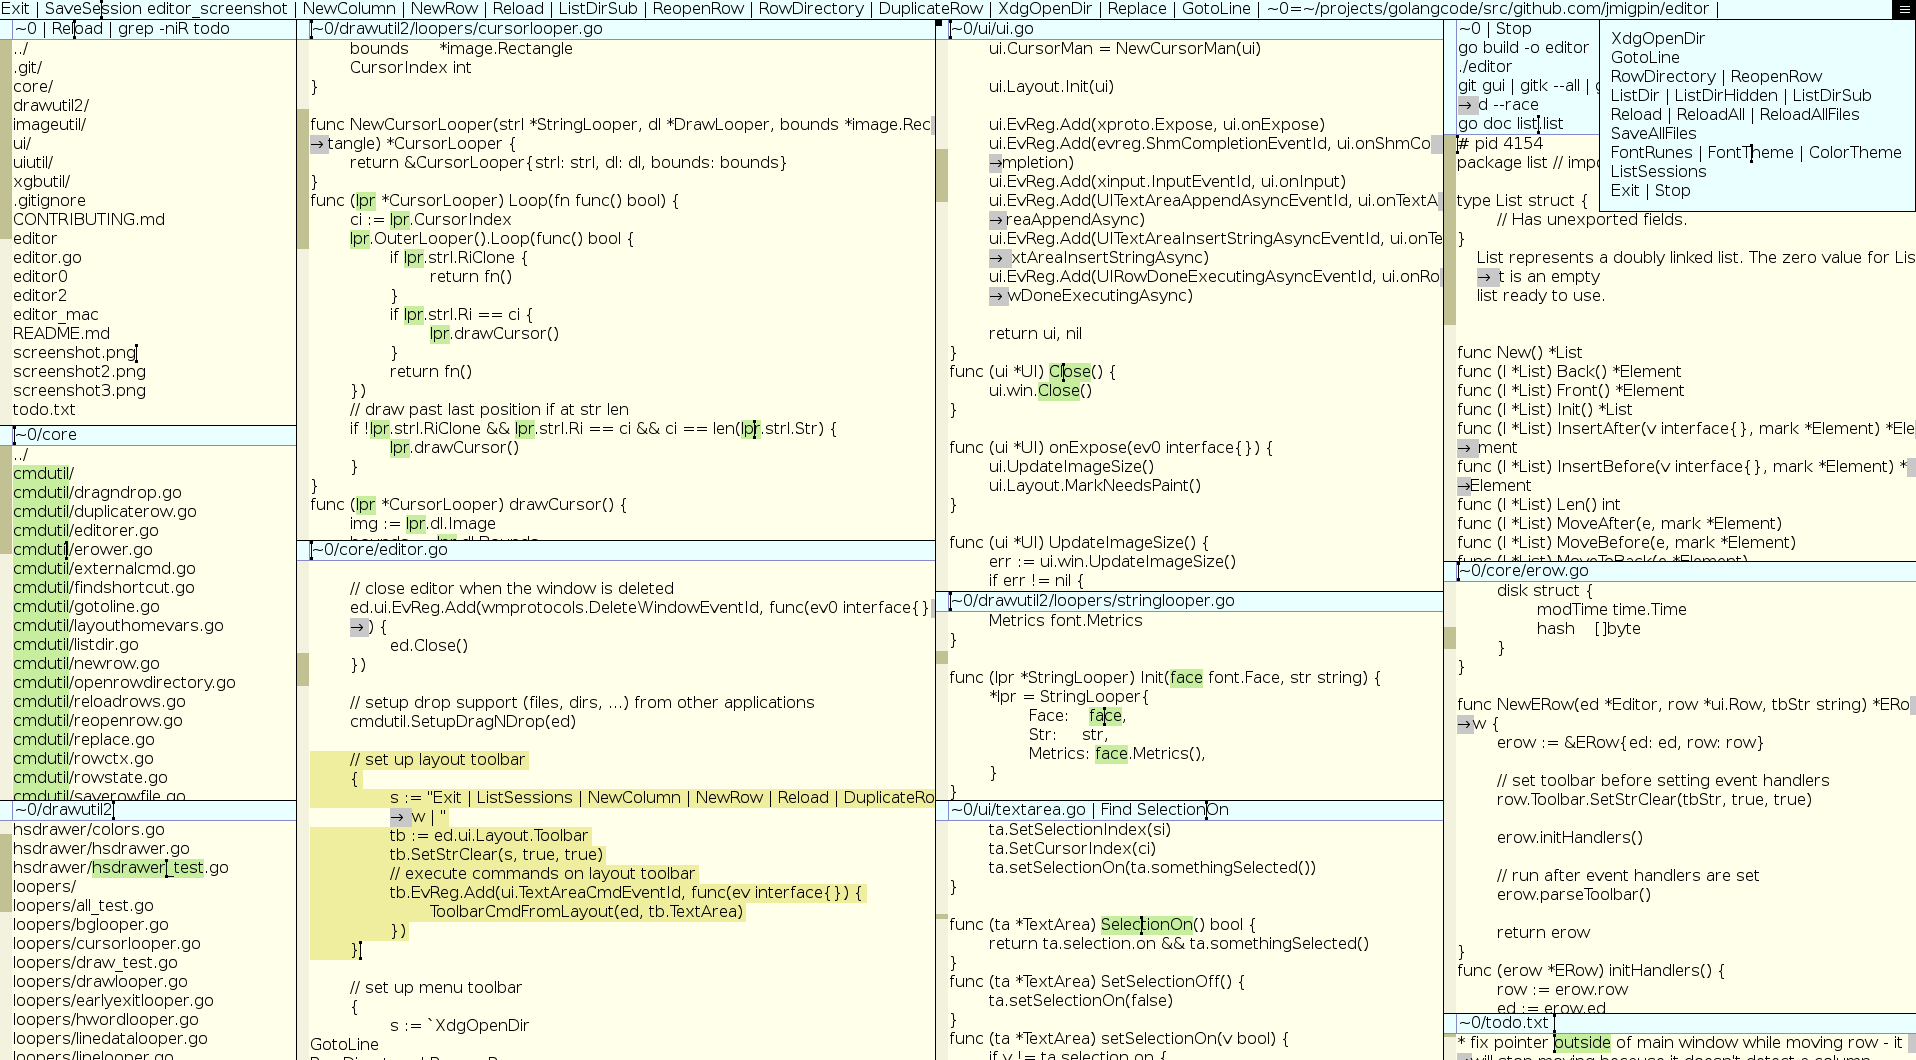 Exit | SaveSession editor_screenshot | NewColumn | NewRow | Reload | ListDirSub | ReopenRow | RowDirectory | DuplicateRow | XdgOpenDir | Replace | GotoLine | ~0=~/projects/golangcode/src/github.com/jmigpin/editor |
~0 | Reload | grep -niR todo
../
.git/
core/
drawutil2/
imageutil/
ui/
uiutil/
xgbutil/
.gitignore
CONTRIBUTING.md
editor
editor.go
editor0
editor2
editor_mac
README.md
screenshot.png
screenshot2.png
screenshot3.png
todo.txt
~0/core
../
cmdutil/
cmdutil/dragndrop.go
cmdutil/duplicaterow.go
cmdutil/editorer.go
cmdutil/erower.go
cmdutil/externalcmd.go
cmdutil/findshortcut.go
cmdutil/gotoline.go
cmdutil/layouthomevars.go
cmdutil/listdir.go
cmdutil/newrow.go
cmdutil/openrowdirectory.go
cmdutil/reloadrows.go
cmdutil/reopenrow.go
cmdutil/replace.go
cmdutil/rowctx.go
cmdutil/rowstate.go
cmdutil/saverowfile.go
~0/drawutil2
hsdrawer/colors.go
hsdrawer/hsdrawer.go
hsdrawer/hsdrawer_test.go
loopers/
loopers/all_test.go
loopers/bglooper.go
loopers/cursorlooper.go
loopers/draw_test.go
loopers/drawlooper.go
loopers/earlyexitlooper.go
loopers/hwordlooper.go
loopers/linedatalooper.go
loopers/linelooper.go
~0/drawutil2/loopers/cursorlooper.go
bounds *image.Rectangle
CursorIndex int
}
func NewCursorLooper(strl *StringLooper, dl *DrawLooper, bounds *image.Rec
→tangle) *CursorLooper {
return &CursorLooper{strl: strl, dl: dl, bounds: bounds}
}
func (lpr *CursorLooper) Loop(fn func() bool) {
ci := lpr.CursorIndex
lpr.OuterLooper().Loop(func() bool {
if lpr.strl.RiClone {
return fn()
}
if lpr.strl.Ri == ci {
lpr.drawCursor()
}
return fn()
})
// draw past last position if at str len
if !lpr.strl.RiClone && lpr.strl.Ri == ci && ci == len(lpr.strl.Str) {
lpr.drawCursor()
}
}
func (lpr *CursorLooper) drawCursor() {
img := lpr.dl.Image
bounds := lpr.dl.Bounds
~0/core/editor.go
// close editor when the window is deleted
ed.ui.EvReg.Add(wmprotocols.DeleteWindowEventId, func(ev0 interface{}
→) {
ed.Close()
})
// setup drop support (files, dirs, ...) from other applications
cmdutil.SetupDragNDrop(ed)
// set up layout toolbar
{
s := "Exit | ListSessions | NewColumn | NewRow | Reload | DuplicateRo
→w | "
tb := ed.ui.Layout.Toolbar
tb.SetStrClear(s, true, true)
// execute commands on layout toolbar
tb.EvReg.Add(ui.TextAreaCmdEventId, func(ev interface{}) {
ToolbarCmdFromLayout(ed, tb.TextArea)
})
}
// set up menu toolbar
{
s := `XdgOpenDir
GotoLine
~0/ui/ui.go
ui.CursorMan = NewCursorMan(ui)
ui.Layout.Init(ui)
ui.EvReg.Add(xproto.Expose, ui.onExpose)
ui.EvReg.Add(evreg.ShmCompletionEventId, ui.onShmCo
→mpletion)
ui.EvReg.Add(xinput.InputEventId, ui.onInput)
ui.EvReg.Add(UITextAreaAppendAsyncEventId, ui.onTextA
→reaAppendAsync)
ui.EvReg.Add(UITextAreaInsertStringAsyncEventId, ui.onTe
→xtAreaInsertStringAsync)
ui.EvReg.Add(UIRowDoneExecutingAsyncEventId, ui.onRo
→wDoneExecutingAsync)
return ui, nil
}
func (ui *UI) Close() {
ui.win.Close()
}
func (ui *UI) onExpose(ev0 interface{}) {
ui.UpdateImageSize()
ui.Layout.MarkNeedsPaint()
}
func (ui *UI) UpdateImageSize() {
err := ui.win.UpdateImageSize()
if err != nil {
~0/drawutil2/loopers/stringlooper.go
Metrics font.Metrics
}
func (lpr *StringLooper) Init(face font.Face, str string) {
*lpr = StringLooper{
Face: face,
Str: str,
Metrics: face.Metrics(),
}
}
~0/ui/textarea.go | Find SelectionOn
ta.SetSelectionIndex(si)
ta.SetCursorIndex(ci)
ta.setSelectionOn(ta.somethingSelected())
}
func (ta *TextArea) SelectionOn() bool {
return ta.selection.on && ta.somethingSelected()
}
func (ta *TextArea) SetSelectionOff() {
ta.setSelectionOn(false)
}
func (ta *TextArea) setSelectionOn(v bool) {
if v != ta.selection.on {
~0 | Stop
go build -o editor
./editor
git gui | gitk --all | g
→d --race
go doc list.list
# pid 4154
package list // impo
type List struct {
// Has unexported fields.
}
List represents a doubly linked list. The zero value for Lis
→t is an empty
list ready to use.
func New() *List
func (l *List) Back() *Element
func (l *List) Front() *Element
func (l *List) Init() *List
func (l *List) InsertAfter(v interface{}, mark *Element) *Ele
→ment
func (l *List) InsertBefore(v interface{}, mark *Element) *
→Element
func (l *List) Len() int
func (l *List) MoveAfter(e, mark *Element)
func (l *List) MoveBefore(e, mark *Element)
func (l *List) MoveToBack(e *Element)
XdgOpenDir
GotoLine
RowDirectory | ReopenRow
ListDir | ListDirHidden | ListDirSub
Reload | ReloadAll | ReloadAllFiles
SaveAllFiles
FontRunes | FontTheme | ColorTheme
ListSessions
Exit | Stop
~0/core/erow.go
disk struct {
modTime time.Time
hash []byte
}
}
func NewERow(ed *Editor, row *ui.Row, tbStr string) *ERo
→w {
erow := &ERow{ed: ed, row: row}
// set toolbar before setting event handlers
row.Toolbar.SetStrClear(tbStr, true, true)
erow.initHandlers()
// run after event handlers are set
erow.parseToolbar()
return erow
}
func (erow *ERow) initHandlers() {
row := erow.row
ed := erow.ed
~0/todo.txt
* fix pointer outside of main window while moving row - it
→will stop moving because it doesn't detect a column